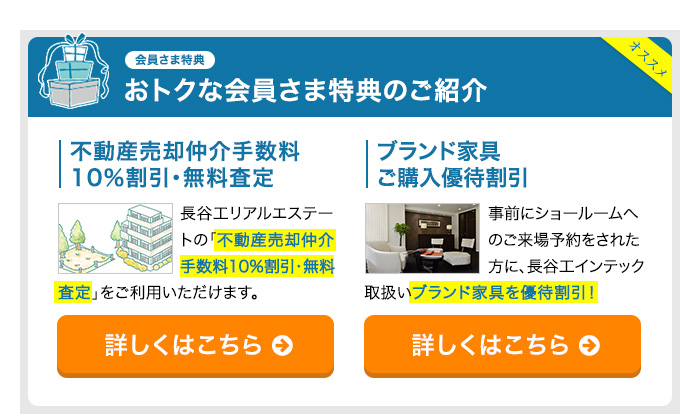 会員さま特典
おトクな会員さま特典のご紹介
オススメ
不動産売却仲介手数料
10%割引・無料査定
長谷工リアルエステー
トの「不動産売却仲介
手数料10%割引・無料
査定」をご利用いただけます。
詳しくはこちら
ブランド家具
ご購入優待割引
事前にショールームへ
のご来場予約をされた
方に、長谷工インテック
取扱いブランド家具を優待割引！
詳しくはこちら